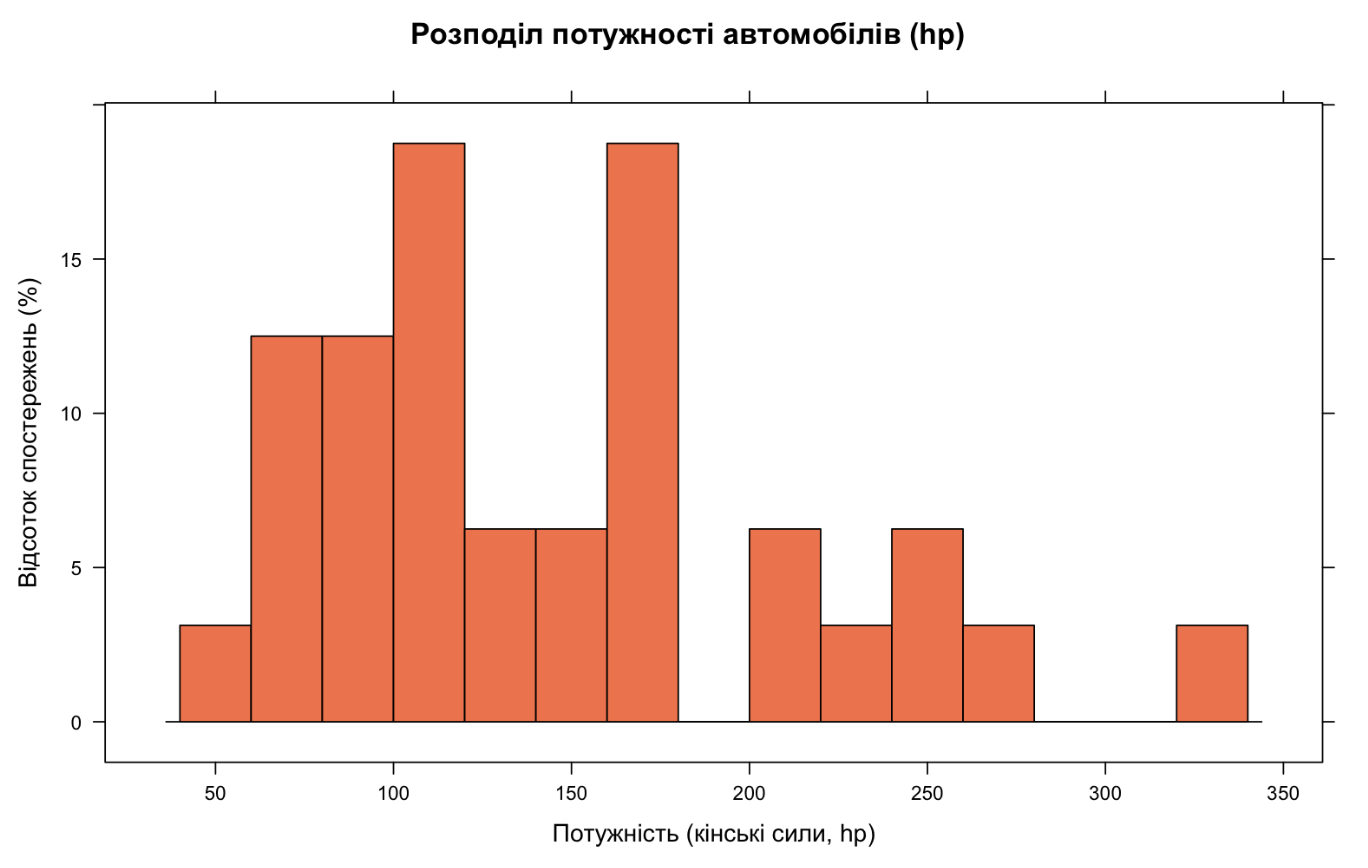 Розподіл потужності автомобілів (hp)
Відсоток спостережень (%)
15
10
5
0
50 100 150 200 250 300 350
Потужність (кінські сили, hp)